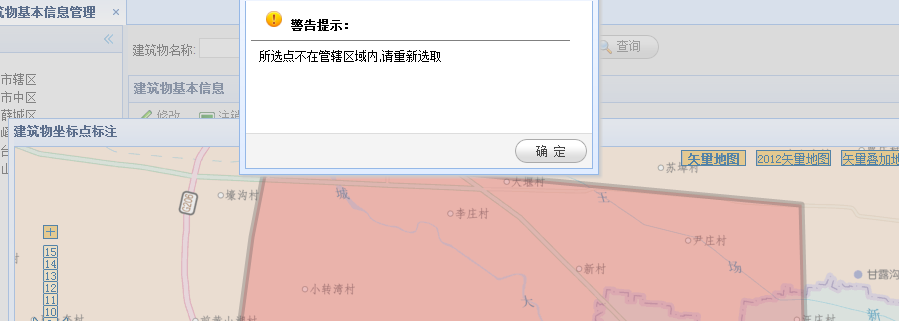 筑物基本信息管理 ×
«
市辖区
市中区
薛城区
峄
台
山
建筑物名称:
查询
建筑物基本信息
修改 注销
警告提示：
所选点不在管辖区域内,请重新选取
确 定
建筑物坐标点标注
矢量地图 2012矢量地图 矢量叠加地
苏埠村
大堰村
壕沟村
G206
城
李庄村
王
尹庄村
场
新村
甘露沟
小转湾村
大
新
+
15
14
13
12
11
10